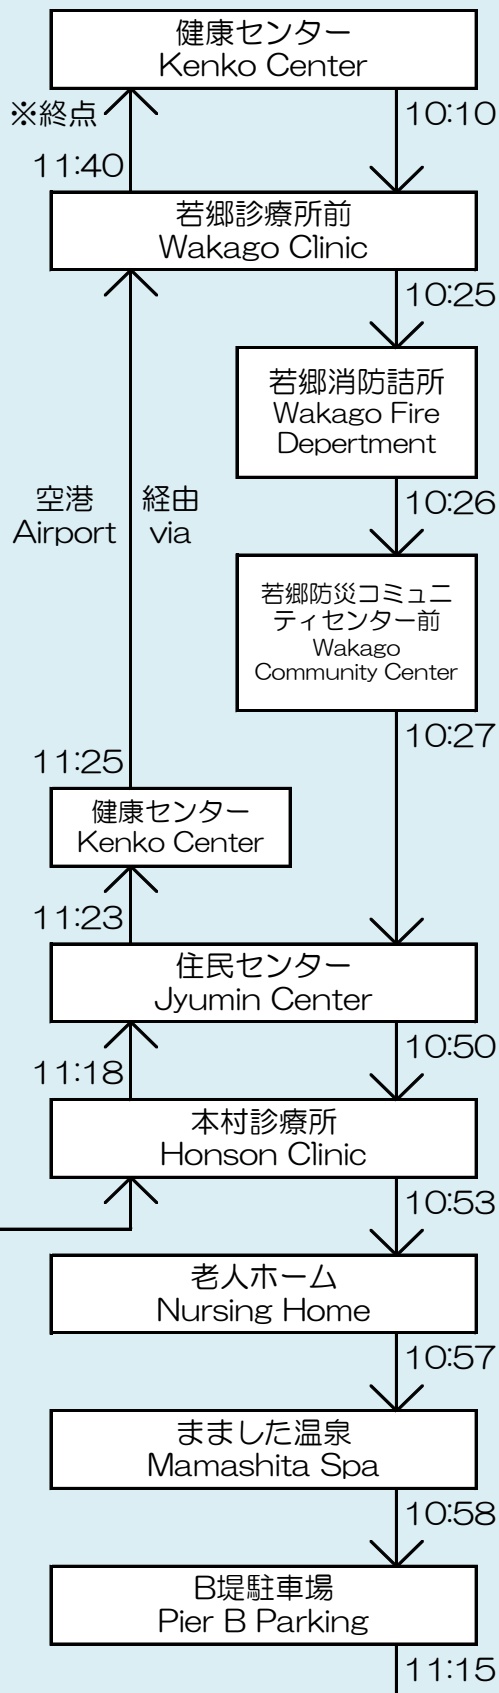 健康センター
Kenko Center
※終点
10:10
11:40
若郷診療所前
Wakago Clinic
10:25
若郷消防詰所
Wakago Fire
Depertment
10:26
空港 経由
Airport via
若郷防災コミュニ
ティセンター前
Wakago
Community Center
10:27
11:25
健康センター
Kenko Center
11:23
住民センター
Jyumin Center
10:50
11:18
本村診療所
Honson Clinic
10:53
老人ホーム
Nursing Home
10:57
まました温泉
Mamashita Spa
10:58
B堤駐車場
Pier B Parking
11:15